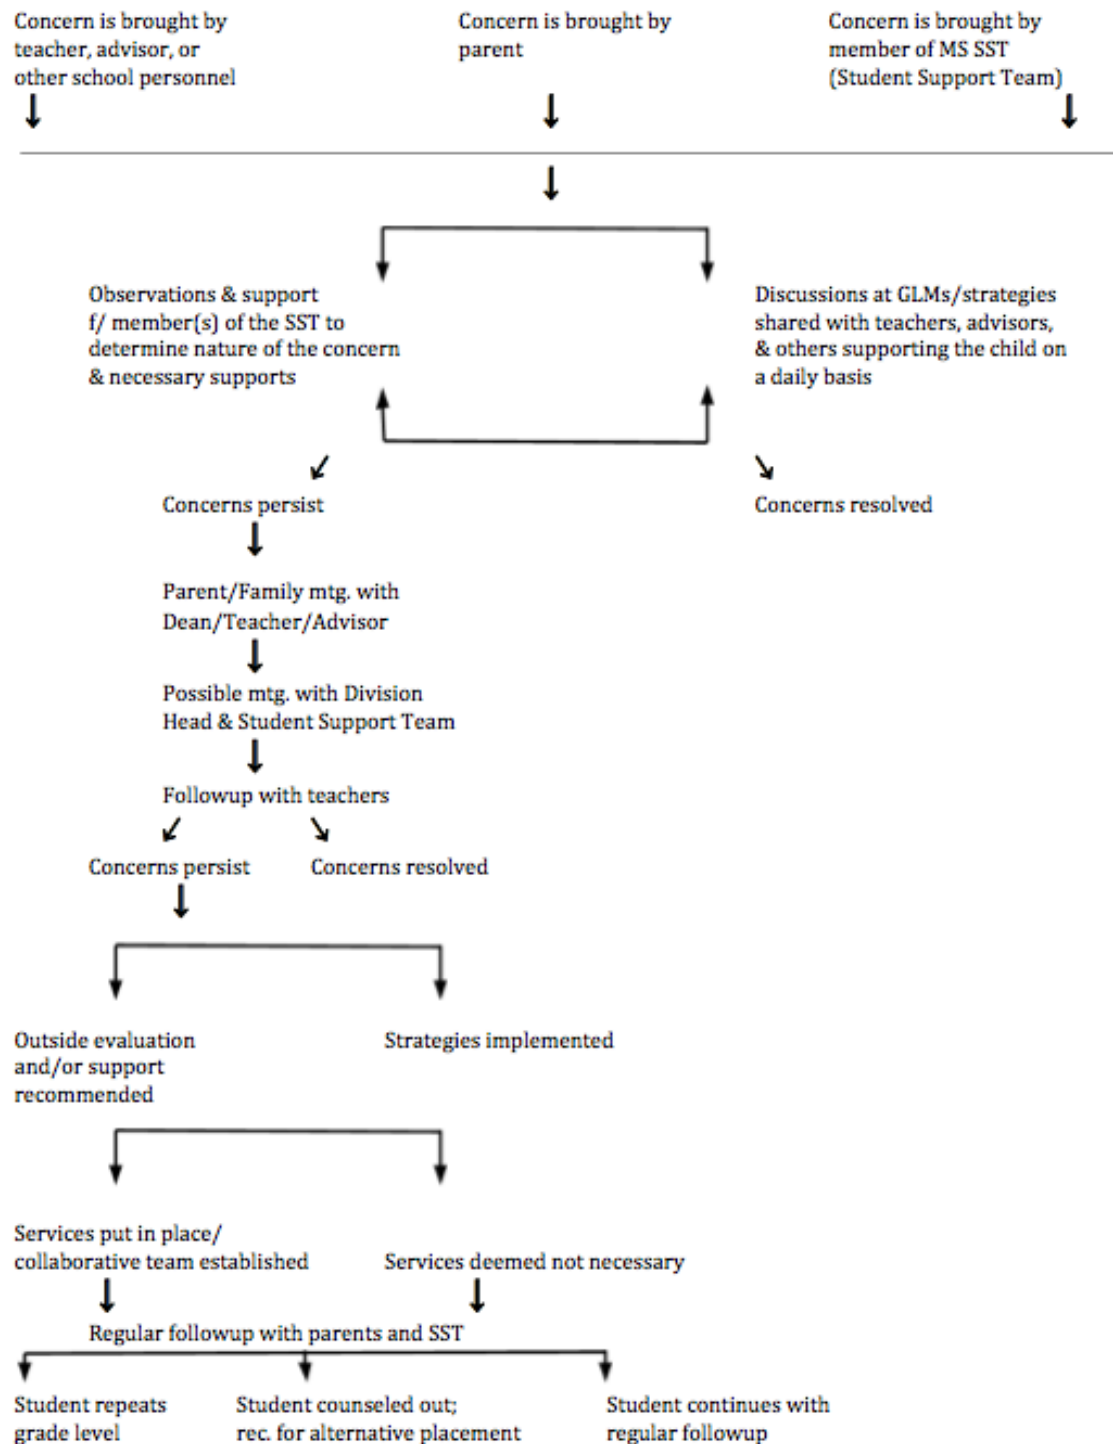 Concern is brought by
teacher, advisor, or
other school personnel
Concern is brought by
parent
Concern is brought by
member of MS SST
(Student Support Team)
Observations & support
f/ member(s) of the SST to
determine nature of the concern
& necessary supports
Discussions at GLMs/strategies
shared with teachers, advisors,
& others supporting the child on
a daily basis
Concerns persist
Concerns resolved
Parent/Family mtg. with
Dean/Teacher/Advisor
Possible mtg. with Division
Head & Student Support Team
Followup with teachers
Concerns persist
Concerns resolved
Outside evaluation
and/or support
recommended
Strategies implemented
Services put in place/
collaborative team established
Services deemed not necessary
Regular followup with parents and SST
Student repeats
grade level
Student counseled out;
rec. for alternative placement
Student continues with
regular followup